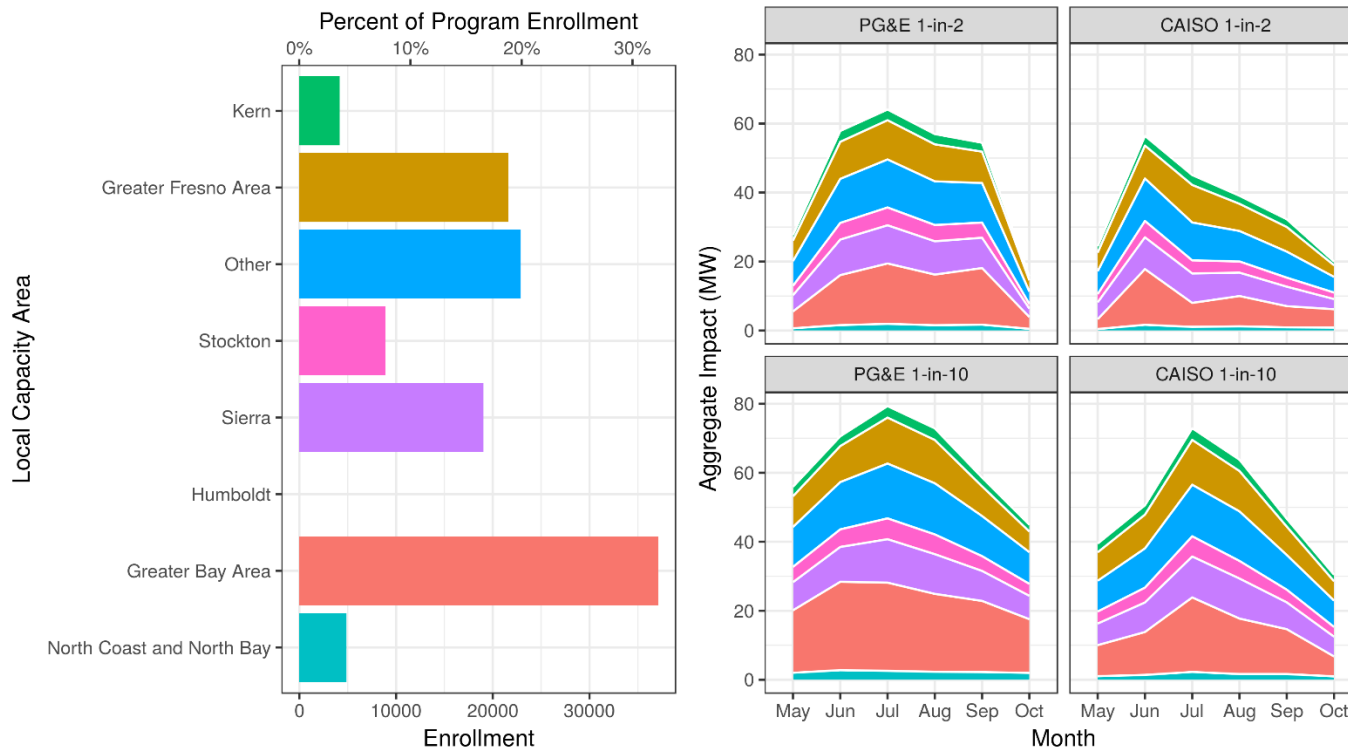 Percent of Program Enrollment
0% 10% 20% 30%
Local Capacity Area
Kern
Greater Fresno Area
Other
Stockton
Sierra
Humboldt
Greater Bay Area
North Coast and North Bay
0 10000 20000 30000
Enrollment
PG&E 1-in-2 CAISO 1-in-2
Aggregate Impact (MW)
80
60
40
20
0
PG&E 1-in-10 CAISO 1-in-10
80
60
40
20
0
May Jun Jul Aug Sep Oct May Jun Jul Aug Sep Oct
Month